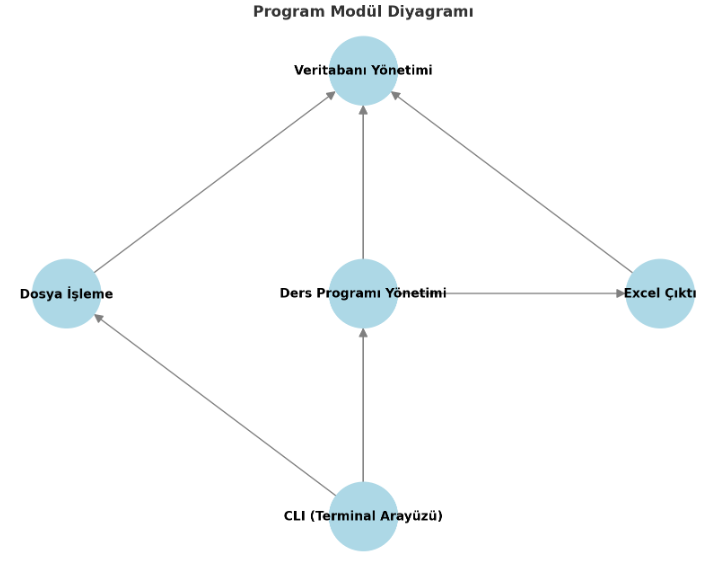 Program Modül Diyagramı
Veritabanı Yönetimi
Dosya İşleme
Ders Programı Yönetimi
Excel Çıktı
CLI (Terminal Arayüzü)